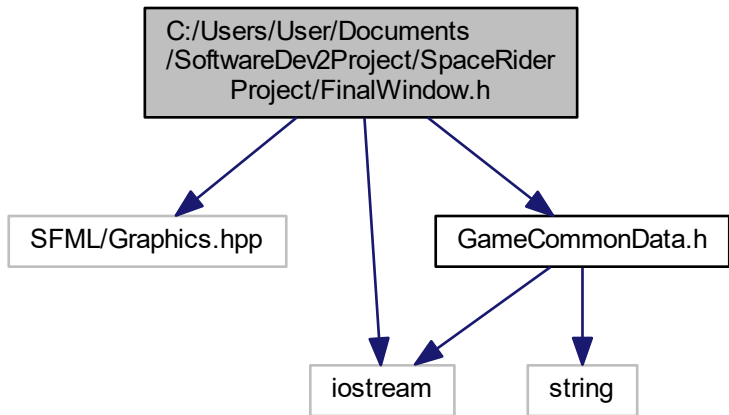 C:/Users/User/Documents
/SoftwareDev2Project/SpaceRider
Project/FinalWindow.h
SFML/Graphics.hpp
GameCommonData.h
iostream
string